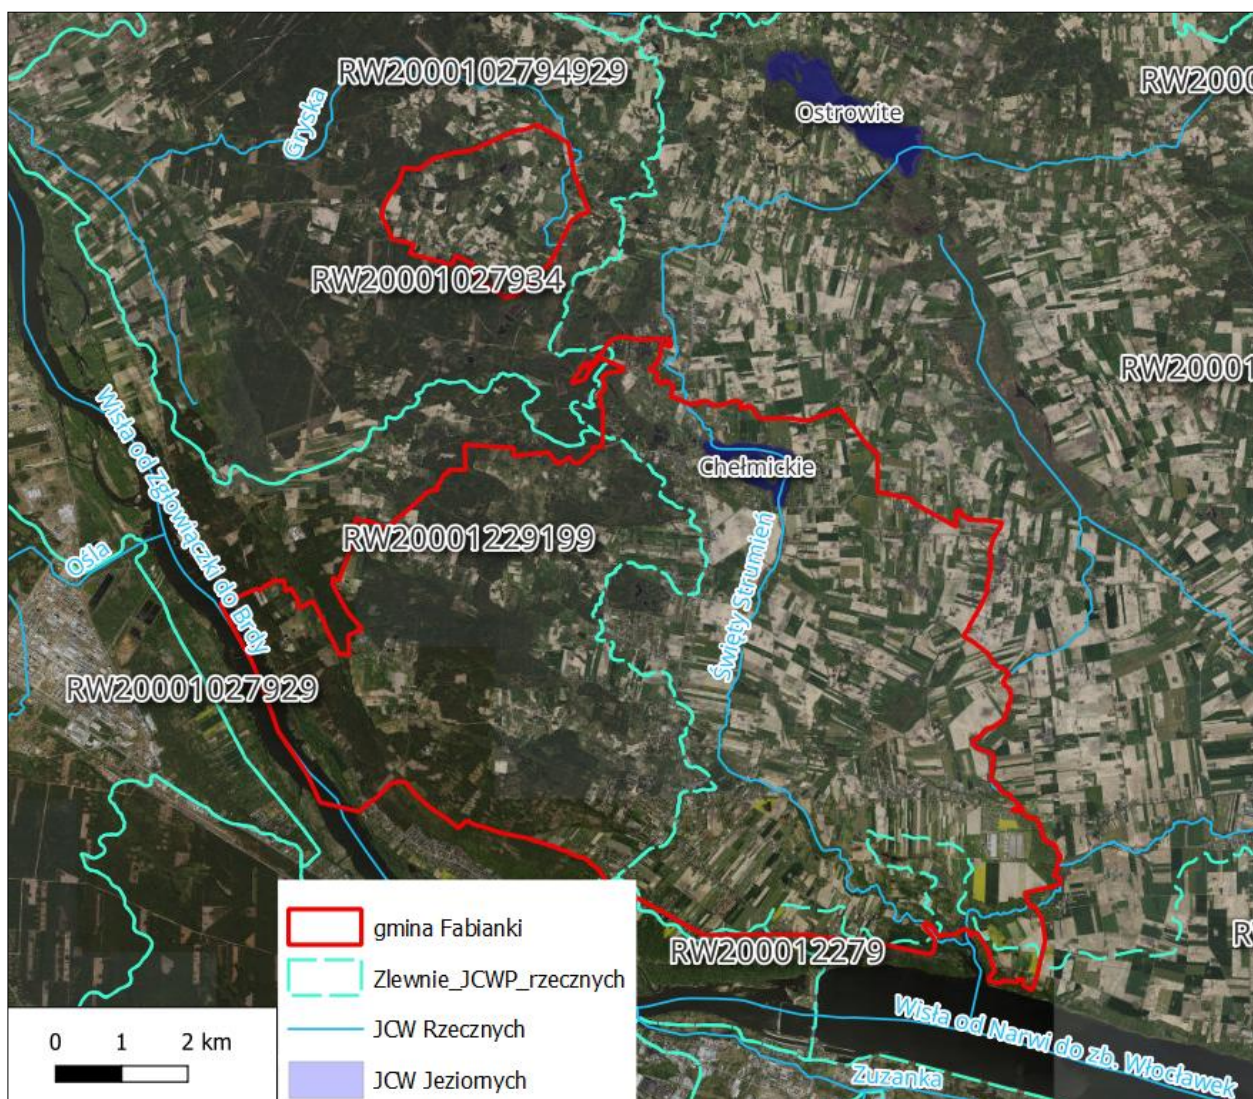 RW2000102794929
RW2000
Ostrowite
Gryska
RW20001027934
RW20001
Chełmickie
Wisła od Zgłowiączki do Brdy
RW20001229199
Ośla
Święty Strumień
RW20001027929
gmina Fabianki
Zlewnie_JCWP_rzecznych
JCW Rzecznych
JCW Jeziornych
0 1 2 km
RW200012279
R
Wisła od Narwi do zb. Włocławek
Zuzanka